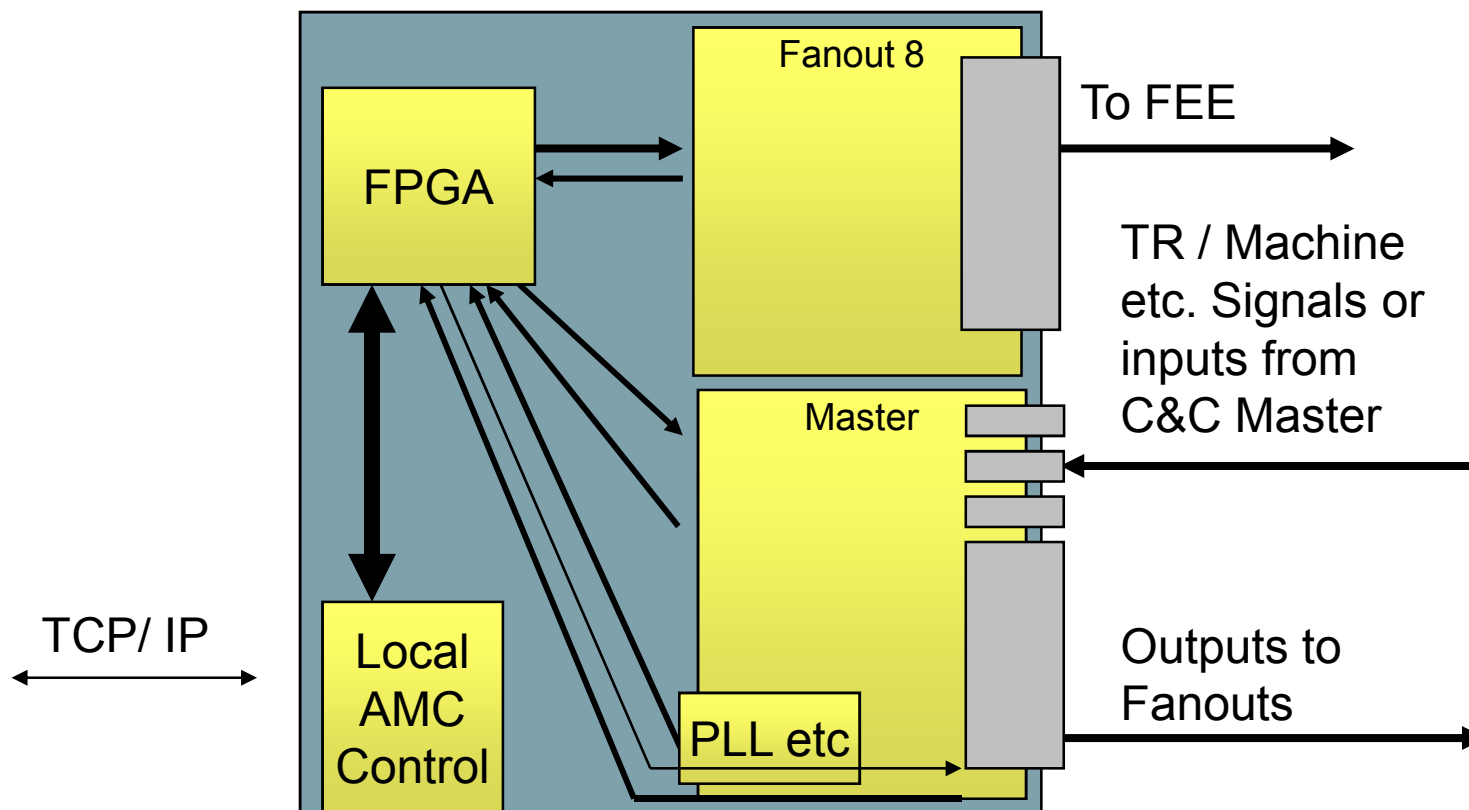 Fanout 8
To FEE
FPGA
TR / Machine
etc. Signals or
inputs from
C&C Master
Master
TCP/ IP
Local
AMC
Control
PLL etc
Outputs to
Fanouts